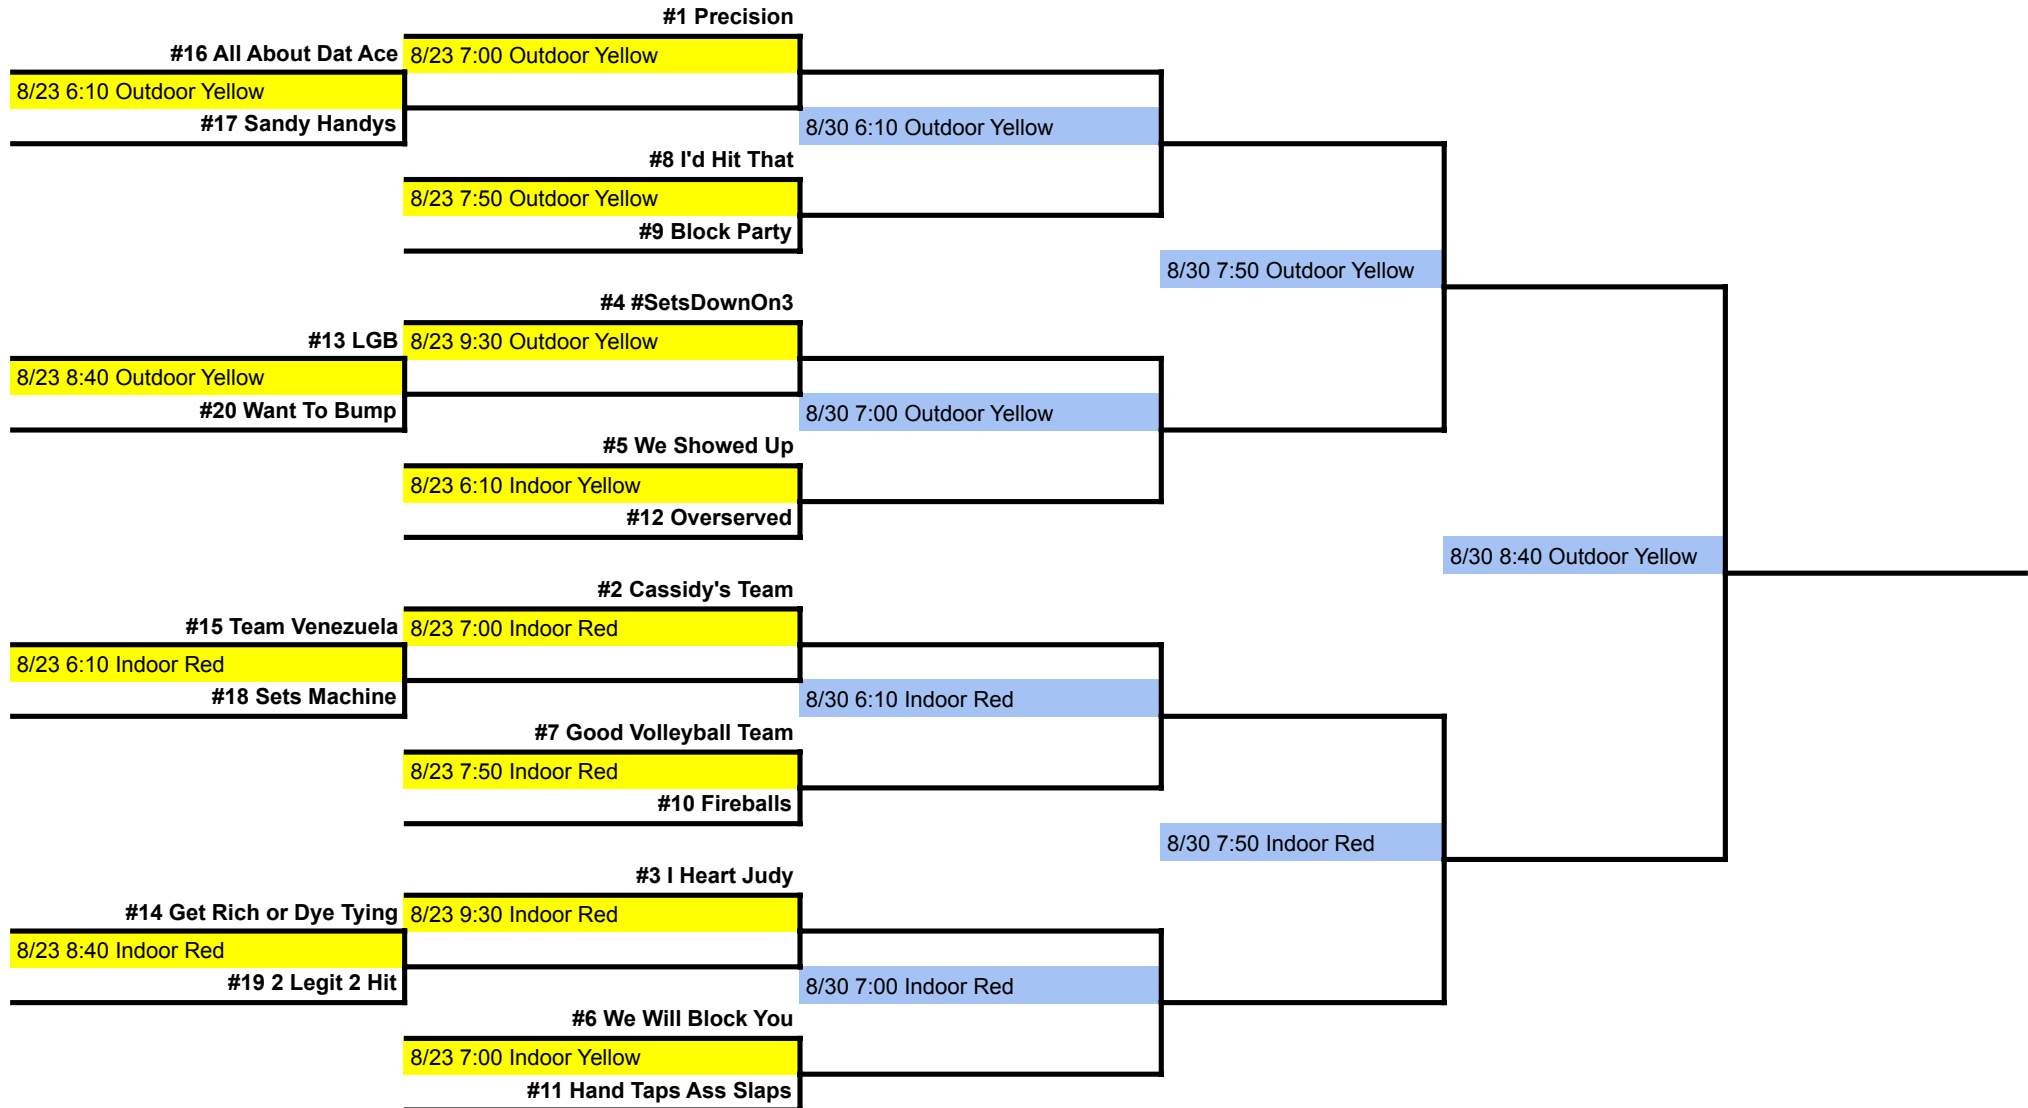 #1 Precision
#16 All About Dat Ace
8/23 7:00 Outdoor Yellow
8/23 6:10 Outdoor Yellow
#17 Sandy Handys
8/30 6:10 Outdoor Yellow
#8 I'd Hit That
8/23 7:50 Outdoor Yellow
#9 Block Party
8/30 7:50 Outdoor Yellow
#4 #SetsDownOn3
#13 LGB
8/23 9:30 Outdoor Yellow
8/23 8:40 Outdoor Yellow
#20 Want To Bump
8/30 7:00 Outdoor Yellow
#5 We Showed Up
8/23 6:10 Indoor Yellow
#12 Overserved
8/30 8:40 Outdoor Yellow
#2 Cassidy's Team
#15 Team Venezuela
8/23 7:00 Indoor Red
8/23 6:10 Indoor Red
#18 Sets Machine
8/30 6:10 Indoor Red
#7 Good Volleyball Team
8/23 7:50 Indoor Red
#10 Fireballs
8/30 7:50 Indoor Red
#3 I Heart Judy
#14 Get Rich or Dye Tying
8/23 9:30 Indoor Red
8/23 8:40 Indoor Red
#19 2 Legit 2 Hit
8/30 7:00 Indoor Red
#6 We Will Block You
8/23 7:00 Indoor Yellow
#11 Hand Taps Ass Slaps